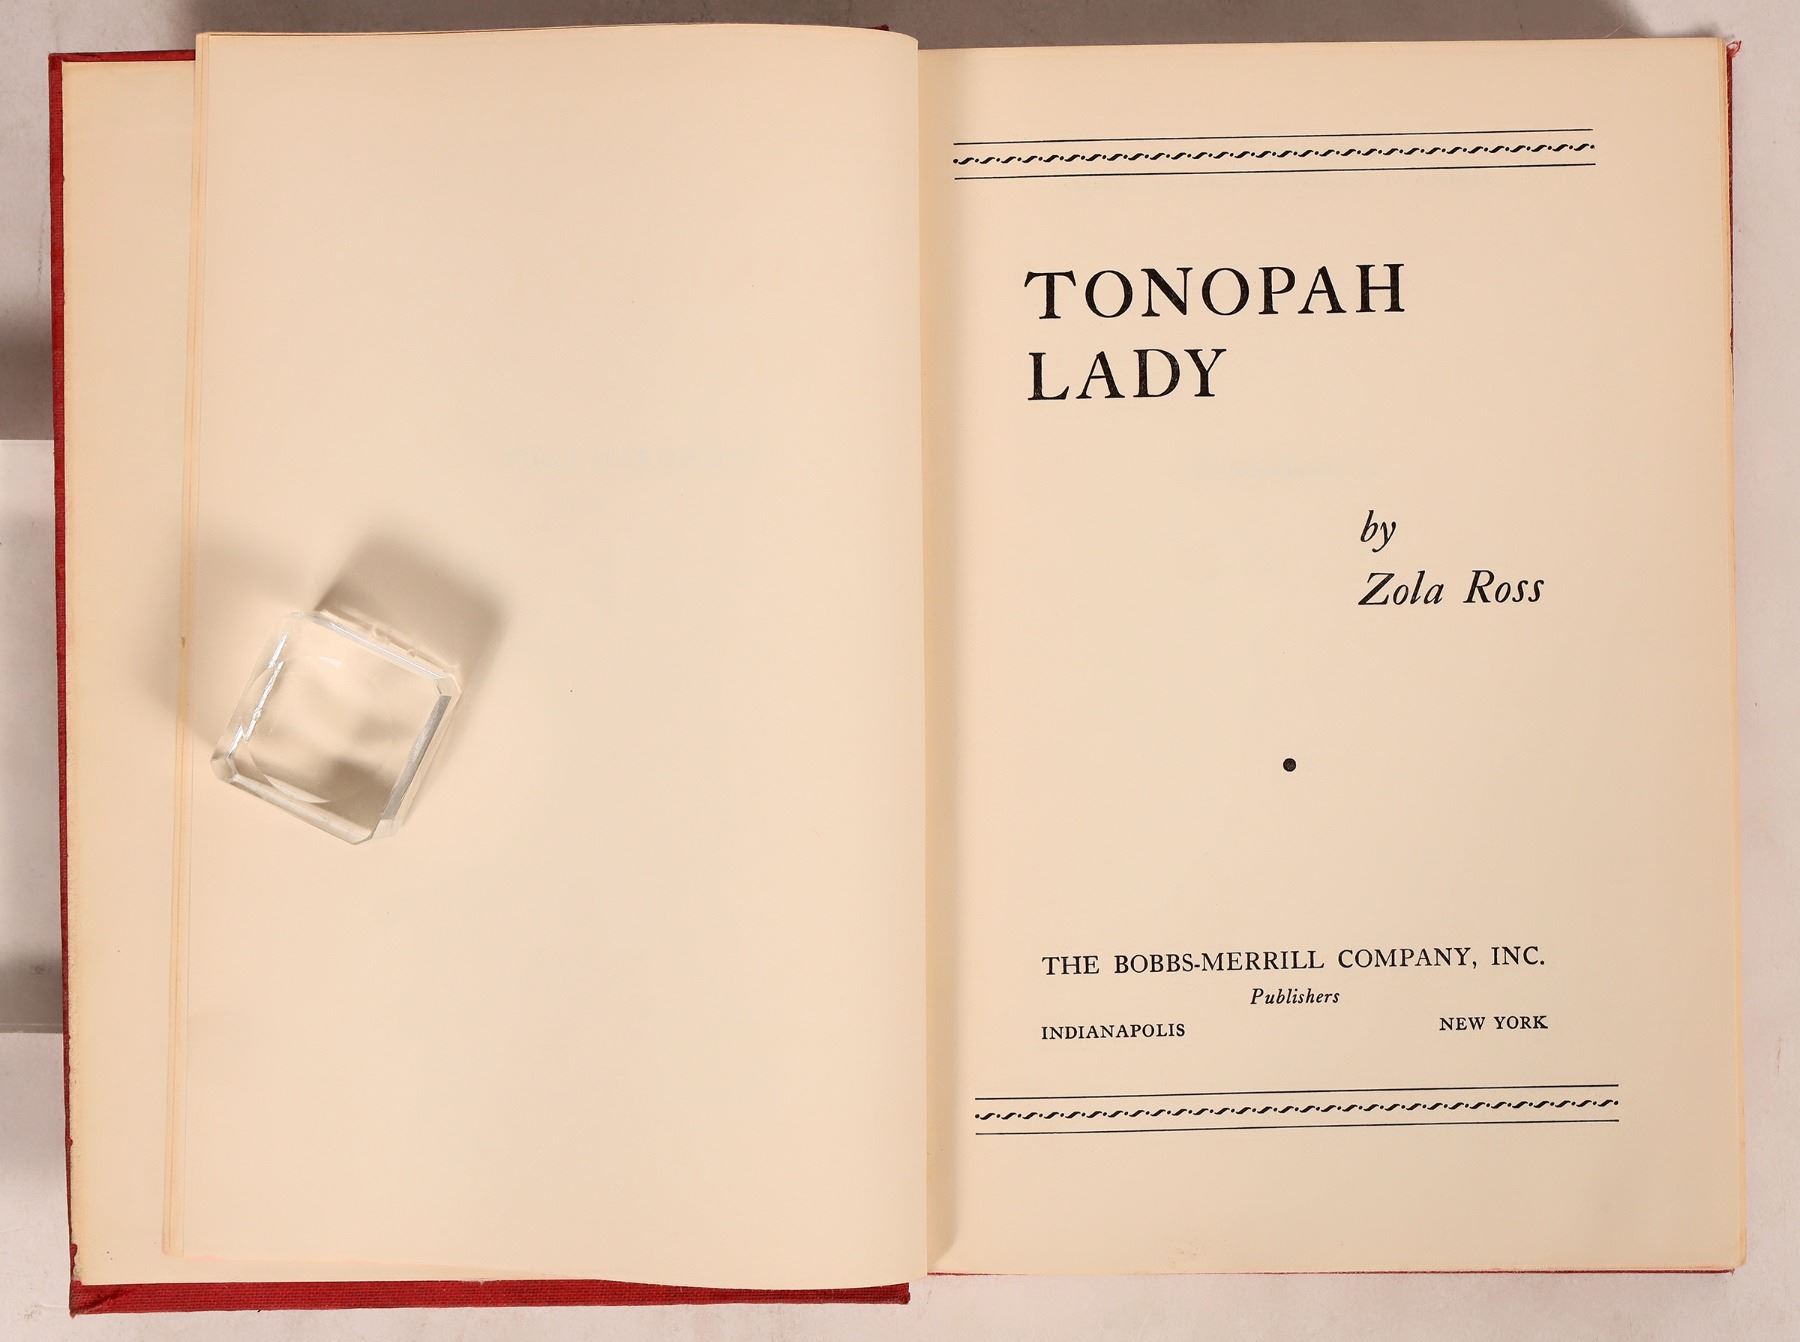 TONOPAH
LADY
by
Zola Ross
THE BOBBS-MERRILL COMPANY, INC.
Publishers
INDIANAPOLIS NEW YORK